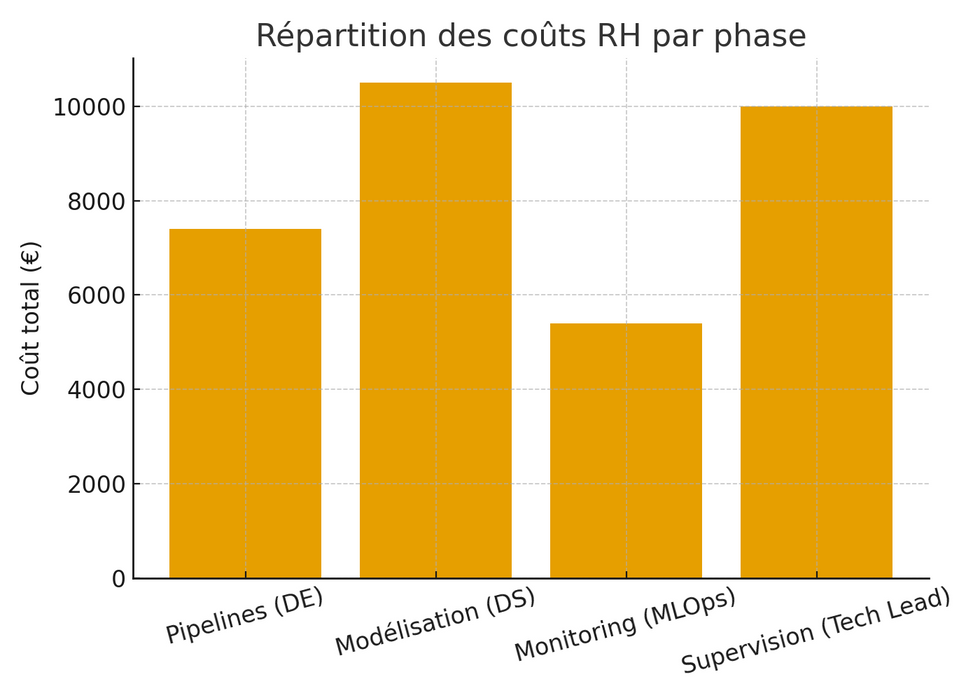 Répartition des coûts RH par phase
Coût total (€)
10000
8000
6000
4000
2000
0
Pipelines (DE)
Modélisation (DS)
Monitoring (MLOps)
Supervision (Tech Lead)